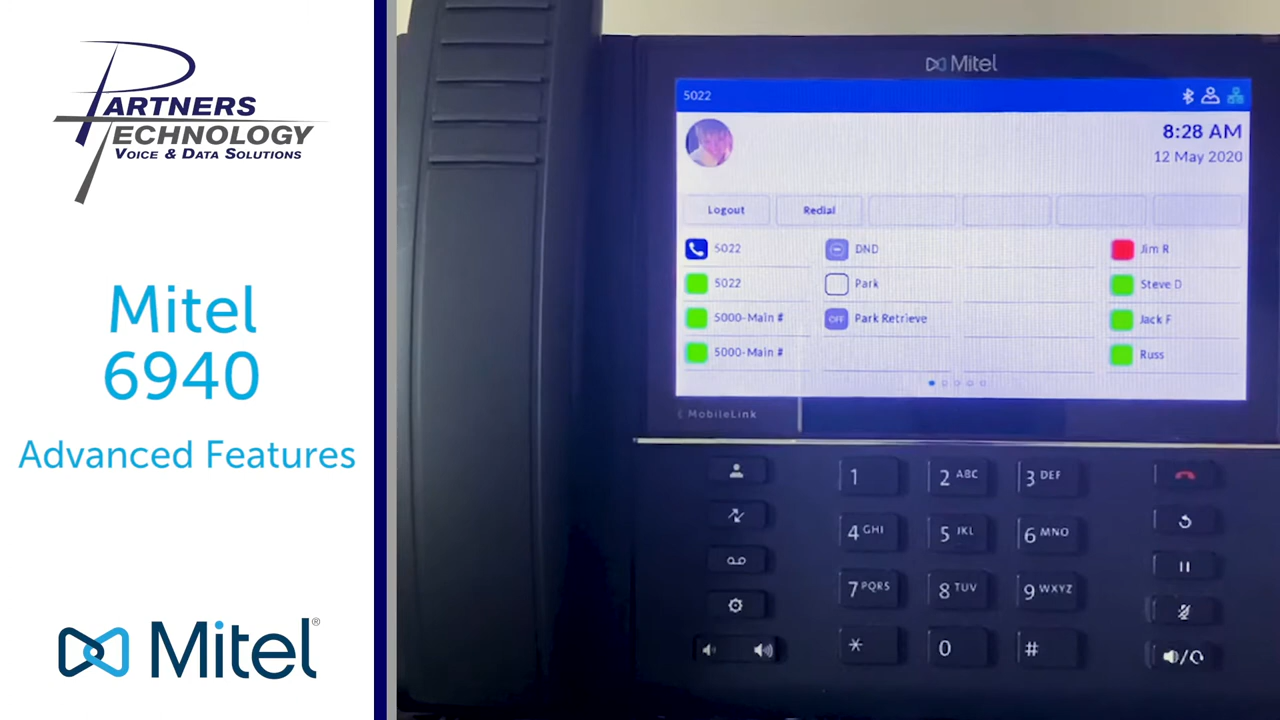 PARTNERS
TECHNOLOGY
VOICE & DATA SOLUTIONS
Mitel
6940
Advanced Features
Mitel®
Mitel
5022
8:28 AM
12 May 2020
Logout Redial
5022 DND Jim R
5022 Park Steve D
5000-Main # OFF Park Retrieve Jack F
5000-Main # Russ
MobileLink
1 2 ABC 3 DEF
4 GHI 5 JKL 6 MNO
7 PQRS 8 TUV 9 WXYZ
* 0 #